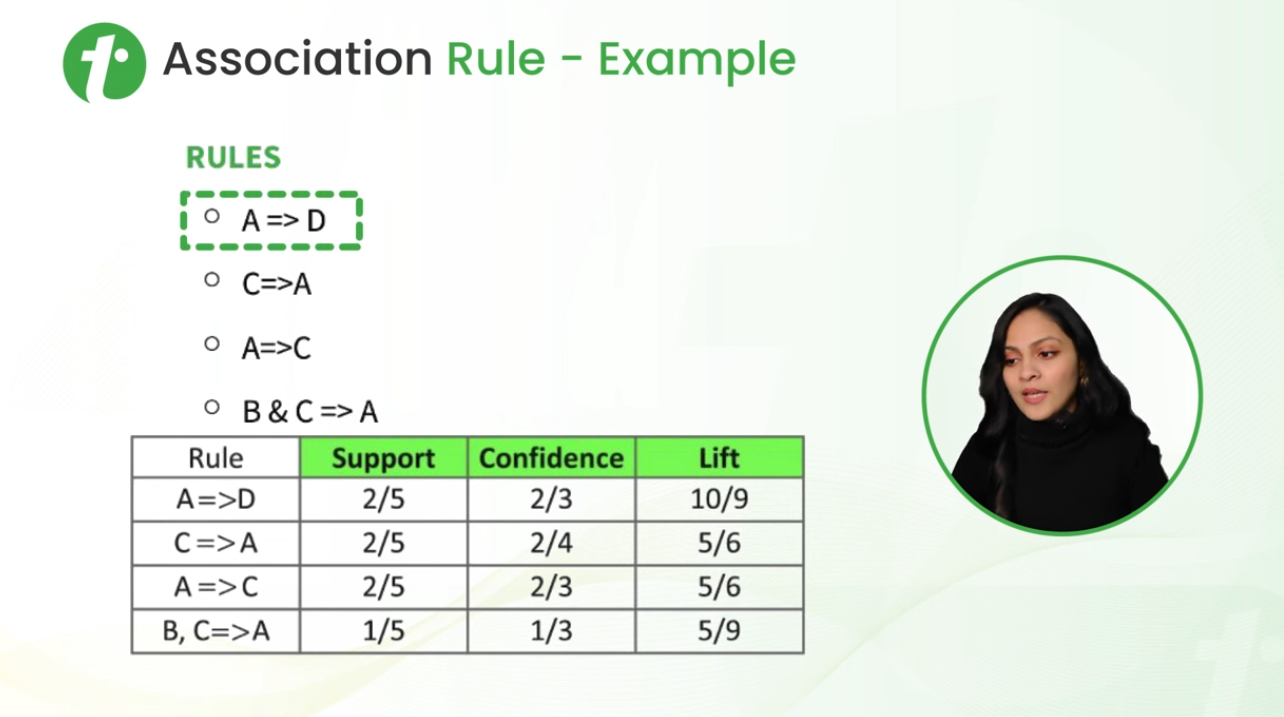 Association Rule - Example
RULES
A => D
C=>A
A=>C
B & C => A
Rule Support Confidence Lift
A=>D 2/5 2/3 10/9
C=>A 2/5 2/4 5/6
A=>C 2/5 2/3 5/6
B, C=>A 1/5 1/3 5/9